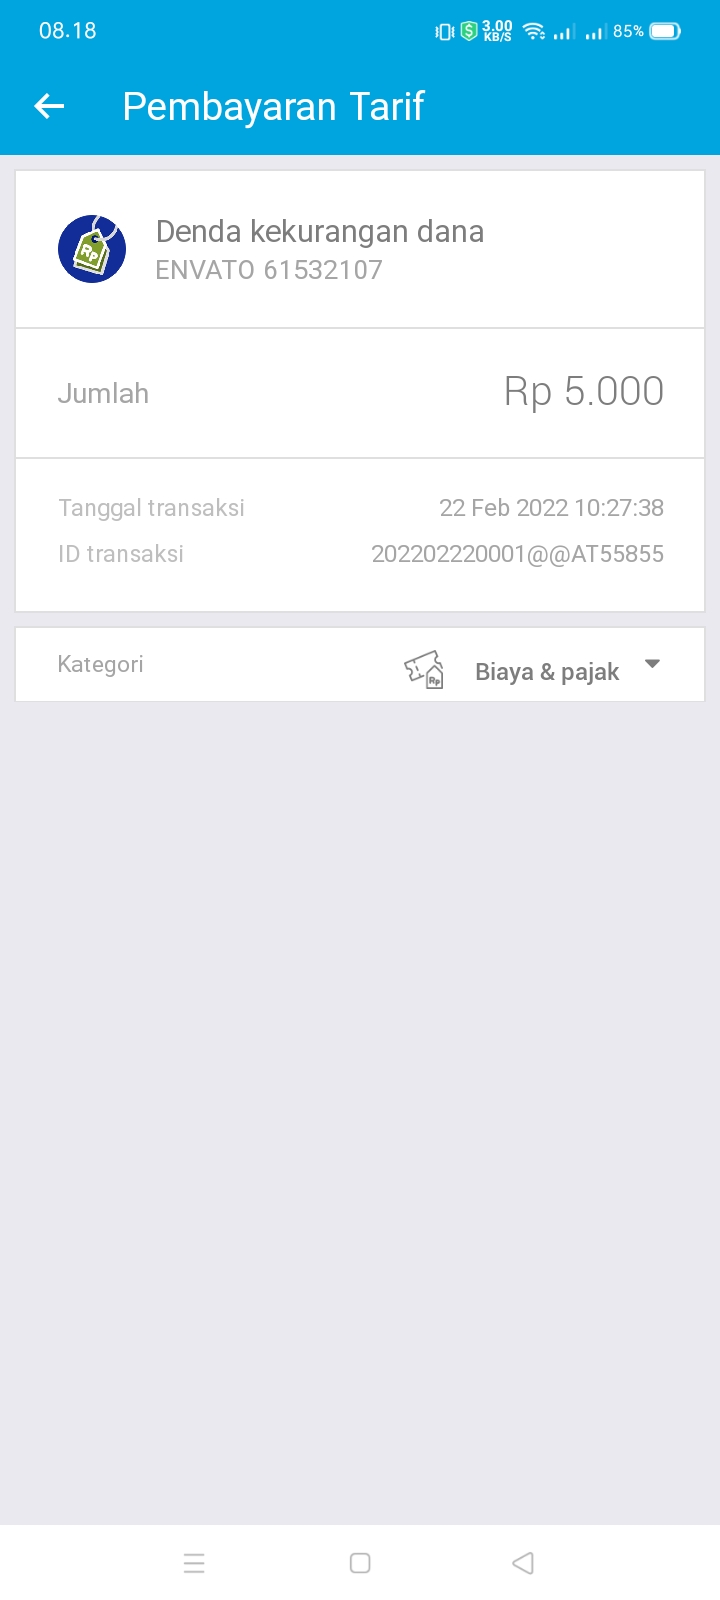 08.18
3.00
KB/S
85%
Pembayaran Tarif
Denda kekurangan dana
ENVATO 61532107
Jumlah
Rp 5.000
Tanggal transaksi
22 Feb 2022 10:27:38
ID transaksi
202202220001@@AT55855
Kategori
Rp
Biaya & pajak